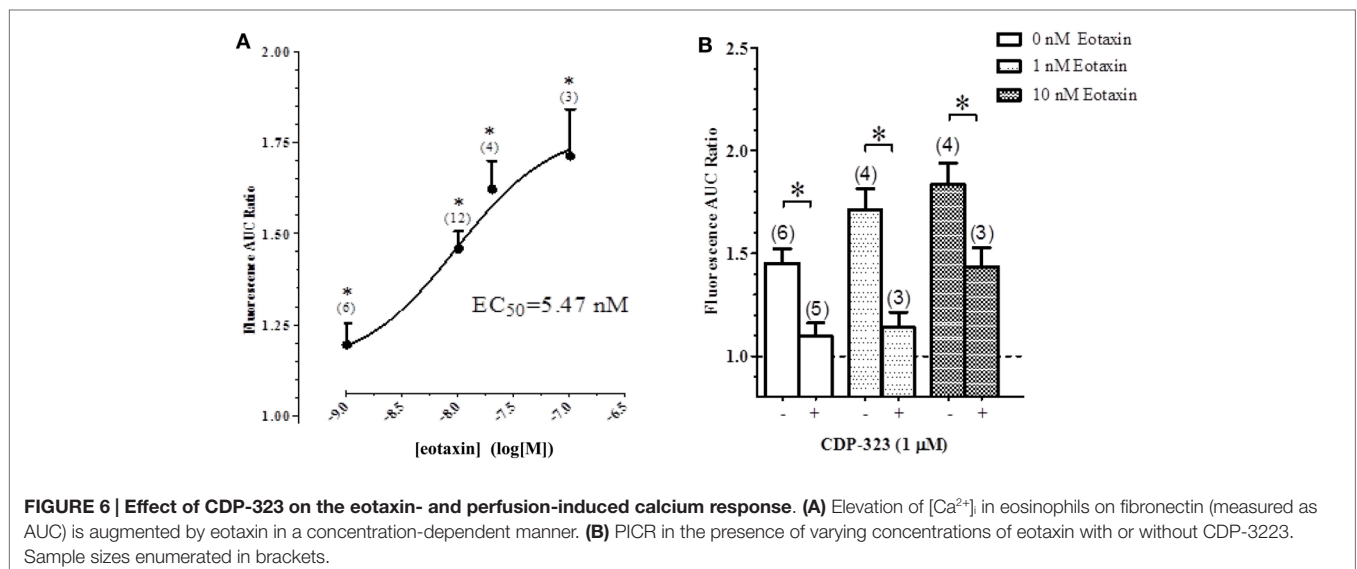 A
2.00
1.75
1.50
1.25
1.00
Fluorescence AUC Ratio
*
(6)
*
(12)
*
(4)
*
(3)
EC50=5.47 nM
-9.0 -8.5 -8.0 -7.5 -7.0 -6.5
[eotaxin] (log[M])
B
2.5
2.0
1.5
1.0
Fluorescence AUC Ratio
0 nM Eotaxin
1 nM Eotaxin
10 nM Eotaxin
* * *
(6) (5) (4) (3) (4) (3)
- + - + - +
CDP-323 (1 µM)
FIGURE 6 | Effect of CDP-323 on the eotaxin- and perfusion-induced calcium response. (A) Elevation of [Ca2+]i in eosinophils on fibronectin (measured as
AUC) is augmented by eotaxin in a concentration-dependent manner. (B) PICR in the presence of varying concentrations of eotaxin with or without CDP-3223.
Sample sizes enumerated in brackets.